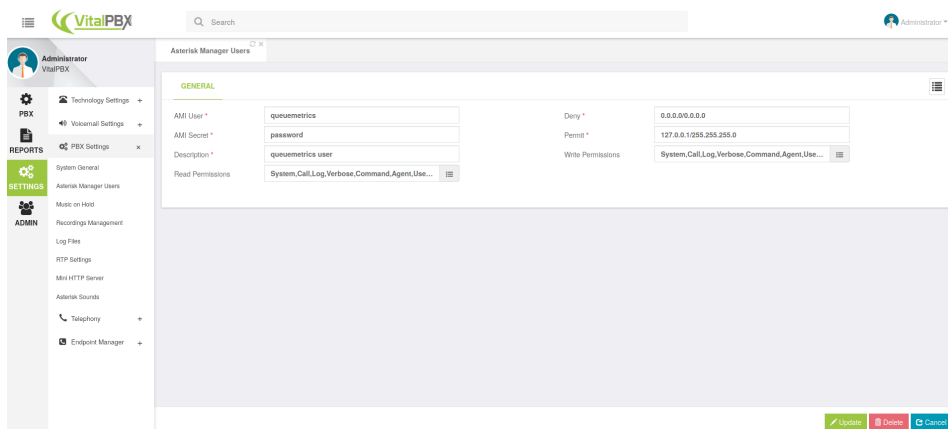 VitalPBX
Search
Administrator
Administrator
VitalPBX
Asterisk Manager Users
PBX
REPORTS
SETTINGS
ADMIN
Technology Settings +
Voicemail Settings +
PBX Settings ×
System General
Asterisk Manager Users
Music on Hold
Recordings Management
Log Files
RTP Settings
Mini HTTP Server
Asterisk Sounds
Telephony +
Endpoint Manager +
GENERAL
AMI User * queuemetrics
Deny * 0.0.0.0/0.0.0.0
AMI Secret * password
Permit * 127.0.0.1/255.255.255.0
Description * queuemetrics user
Write Permissions System,Call,Log,Verbose,Command,Agent,Use...
Read Permissions System,Call,Log,Verbose,Command,Agent,Use...
Update Delete Cancel